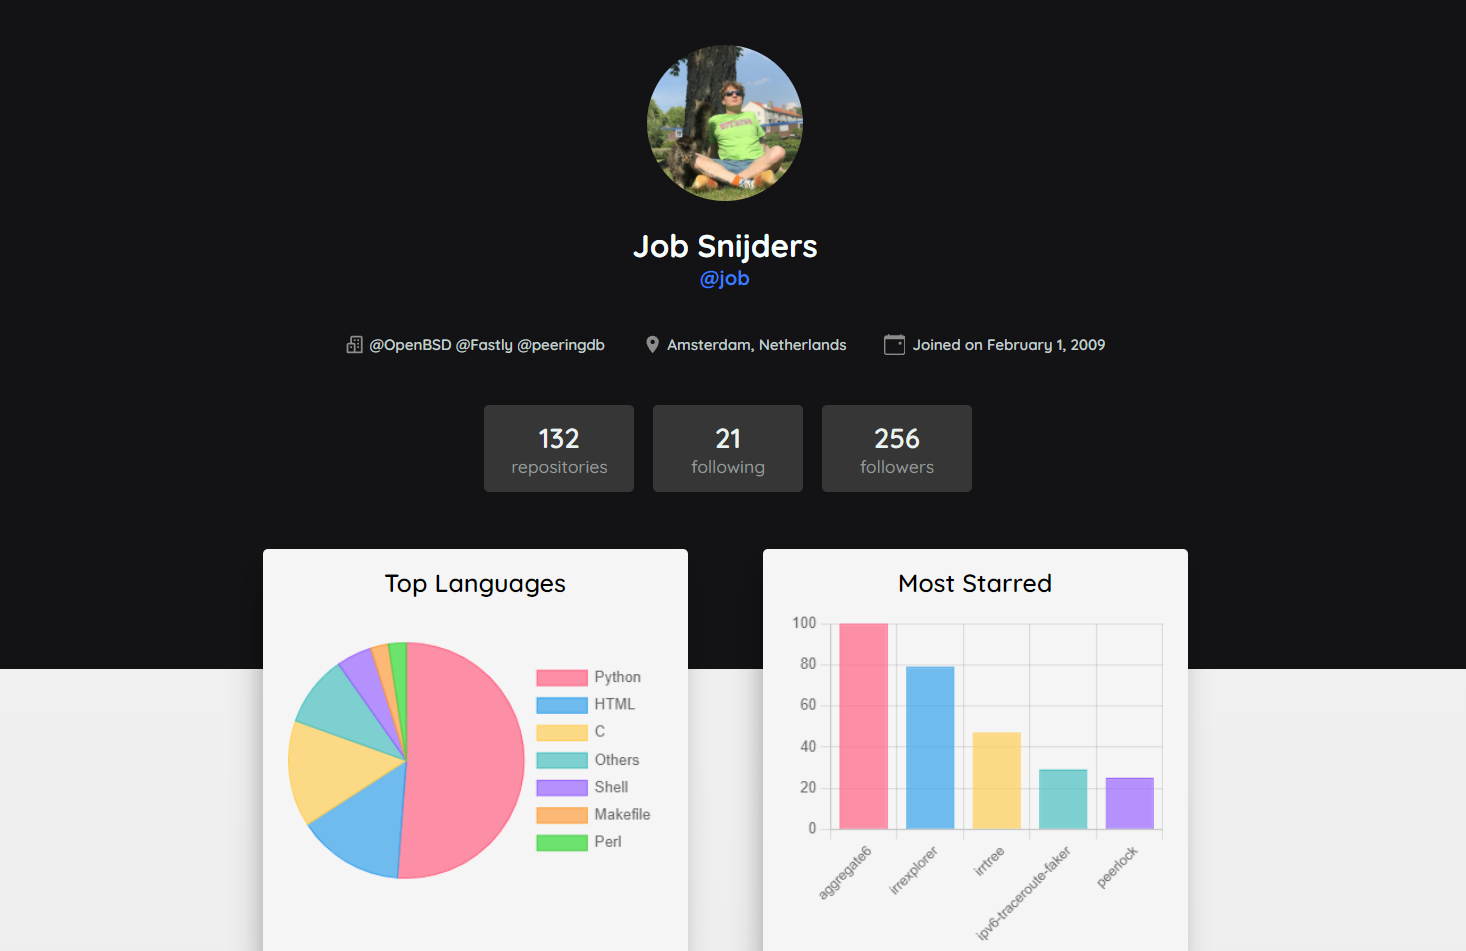 Job Snijders
@job
@OpenBSD @Fastly @peeringdb
Amsterdam, Netherlands
Joined on February 1, 2009
132
repositories
21
following
256
followers
Top Languages
Python
HTML
C
Others
Shell
Makefile
Perl
Most Starred
100
80
60
40
20
0
aggregate6
irrexplorer
irrtree
ipv6-traceroute-faker
peerlock